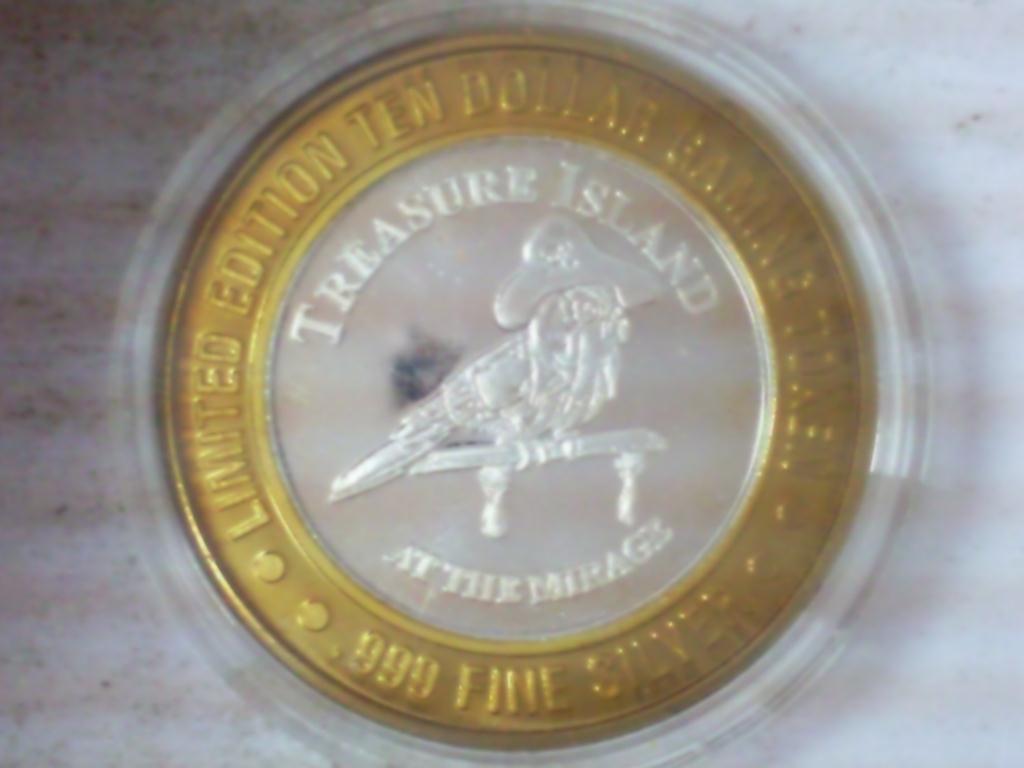 LIMITED EDITION TEN DOLLAR GAMING TOKEN
TREASURE ISLAND
AT THE MIRAGE
.999 FINE SILVER